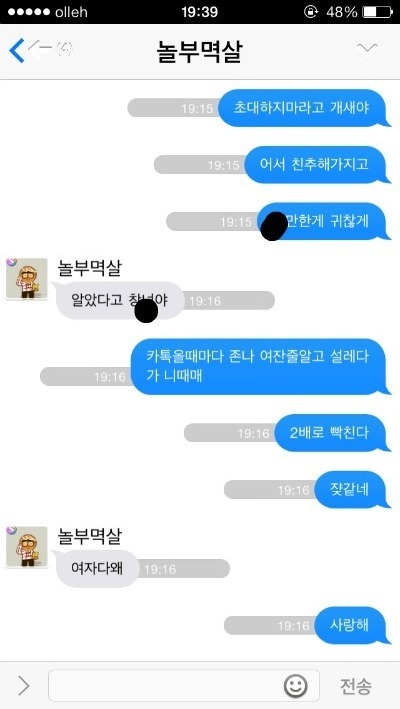 olleh 19:39 48%
놀부멱살
19:15 초대하지마라고 개새야
19:15 어서 친추해가지고
19:15 만한게 귀찮게
놀부멱살
알았다고 야 19:16
카톡올때마다 존나 여잔줄알고 설레다
19:16 가 니때매
19:16 2배로 빡친다
19:16 쟞같네
놀부멱살
여자다왜 19:16
19:16 사랑해
전송